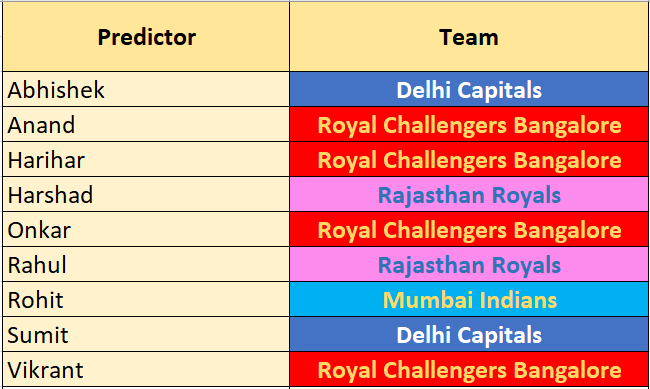 Predictor Team
Abhishek Delhi Capitals
Anand Royal Challengers Bangalore
Harihar Royal Challengers Bangalore
Harshad Rajasthan Royals
Onkar Royal Challengers Bangalore
Rahul Rajasthan Royals
Rohit Mumbai Indians
Sumit Delhi Capitals
Vikrant Royal Challengers Bangalore